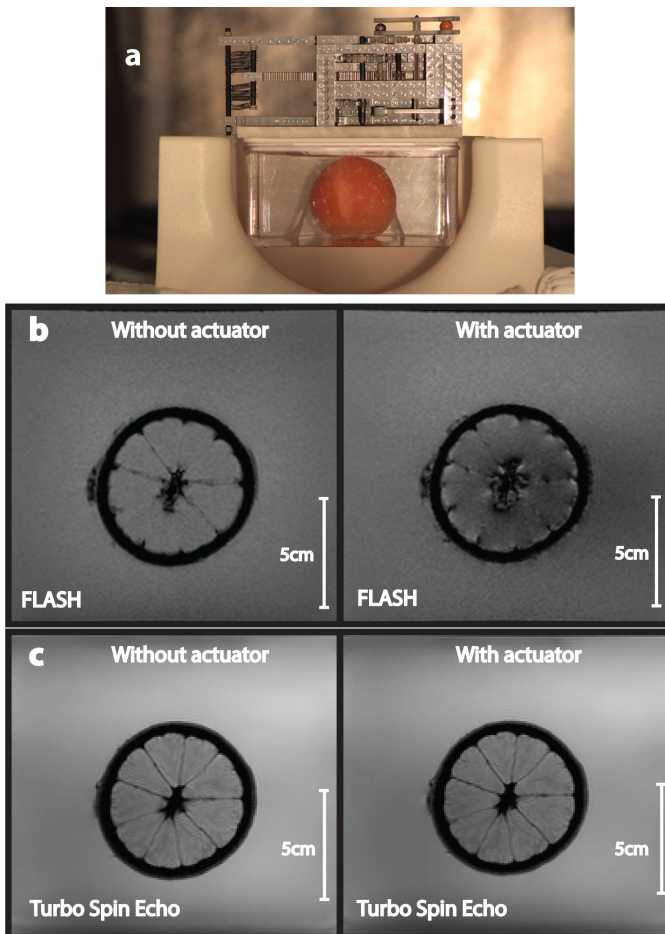 a
b
Without actuator
With actuator
5cm
5cm
FLASH
FLASH
c
Without actuator
With actuator
5cm
5cm
Turbo Spin Echo
Turbo Spin Echo